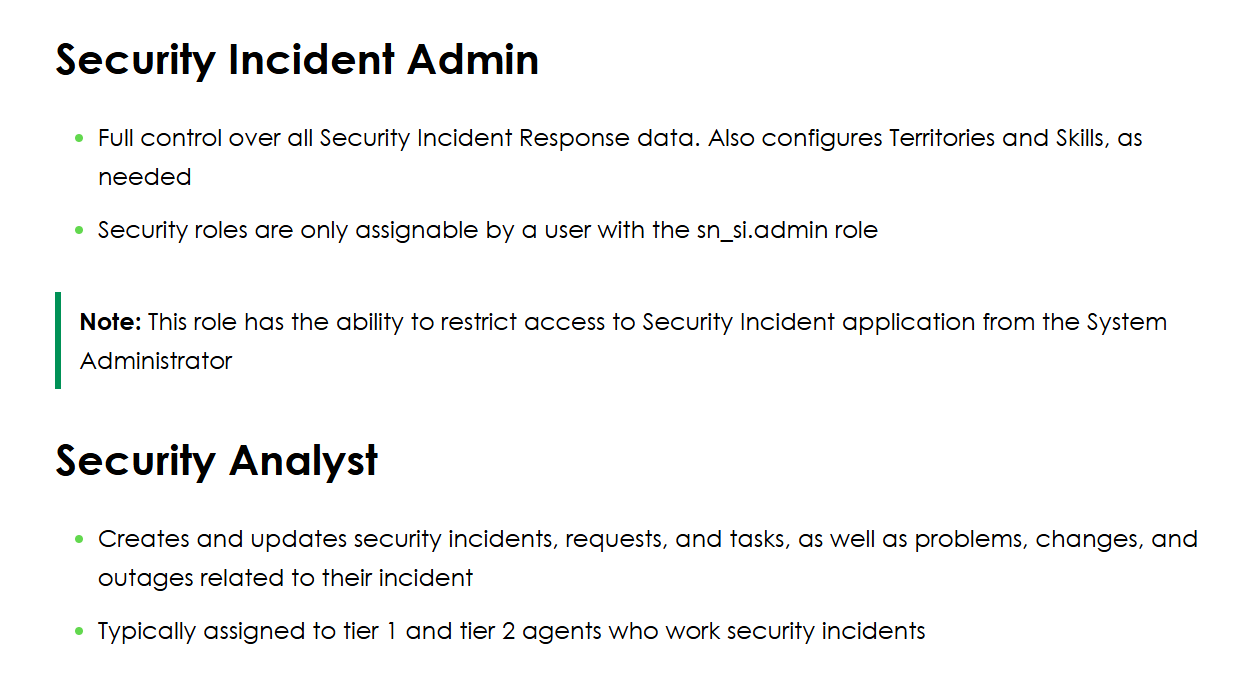 Security Incident Admin
Full control over all Security Incident Response data. Also configures Territories and Skills, as
needed
Security roles are only assignable by a user with the sn_si.admin role
Note: This role has the ability to restrict access to Security Incident application from the System
Administrator
Security Analyst
Creates and updates security incidents, requests, and tasks, as well as problems, changes, and
outages related to their incident
Typically assigned to tier 1 and tier 2 agents who work security incidents